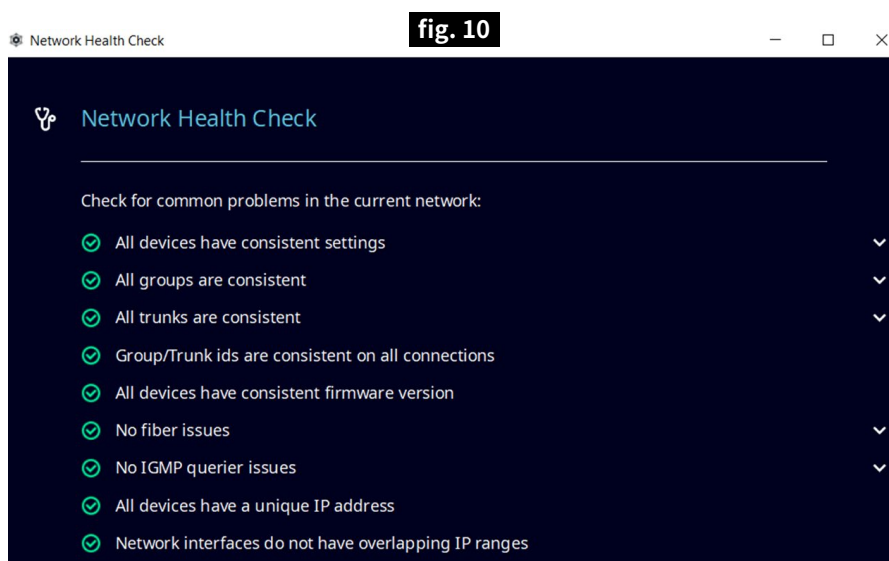 fig. 10
Network Health Check
Network Health Check
Check for common problems in the current network:
All devices have consistent settings
All groups are consistent
All trunks are consistent
Group/Trunk ids are consistent on all connections
All devices have consistent firmware version
No fiber issues
No IGMP querier issues
All devices have a unique IP address
Network interfaces do not have overlapping IP ranges